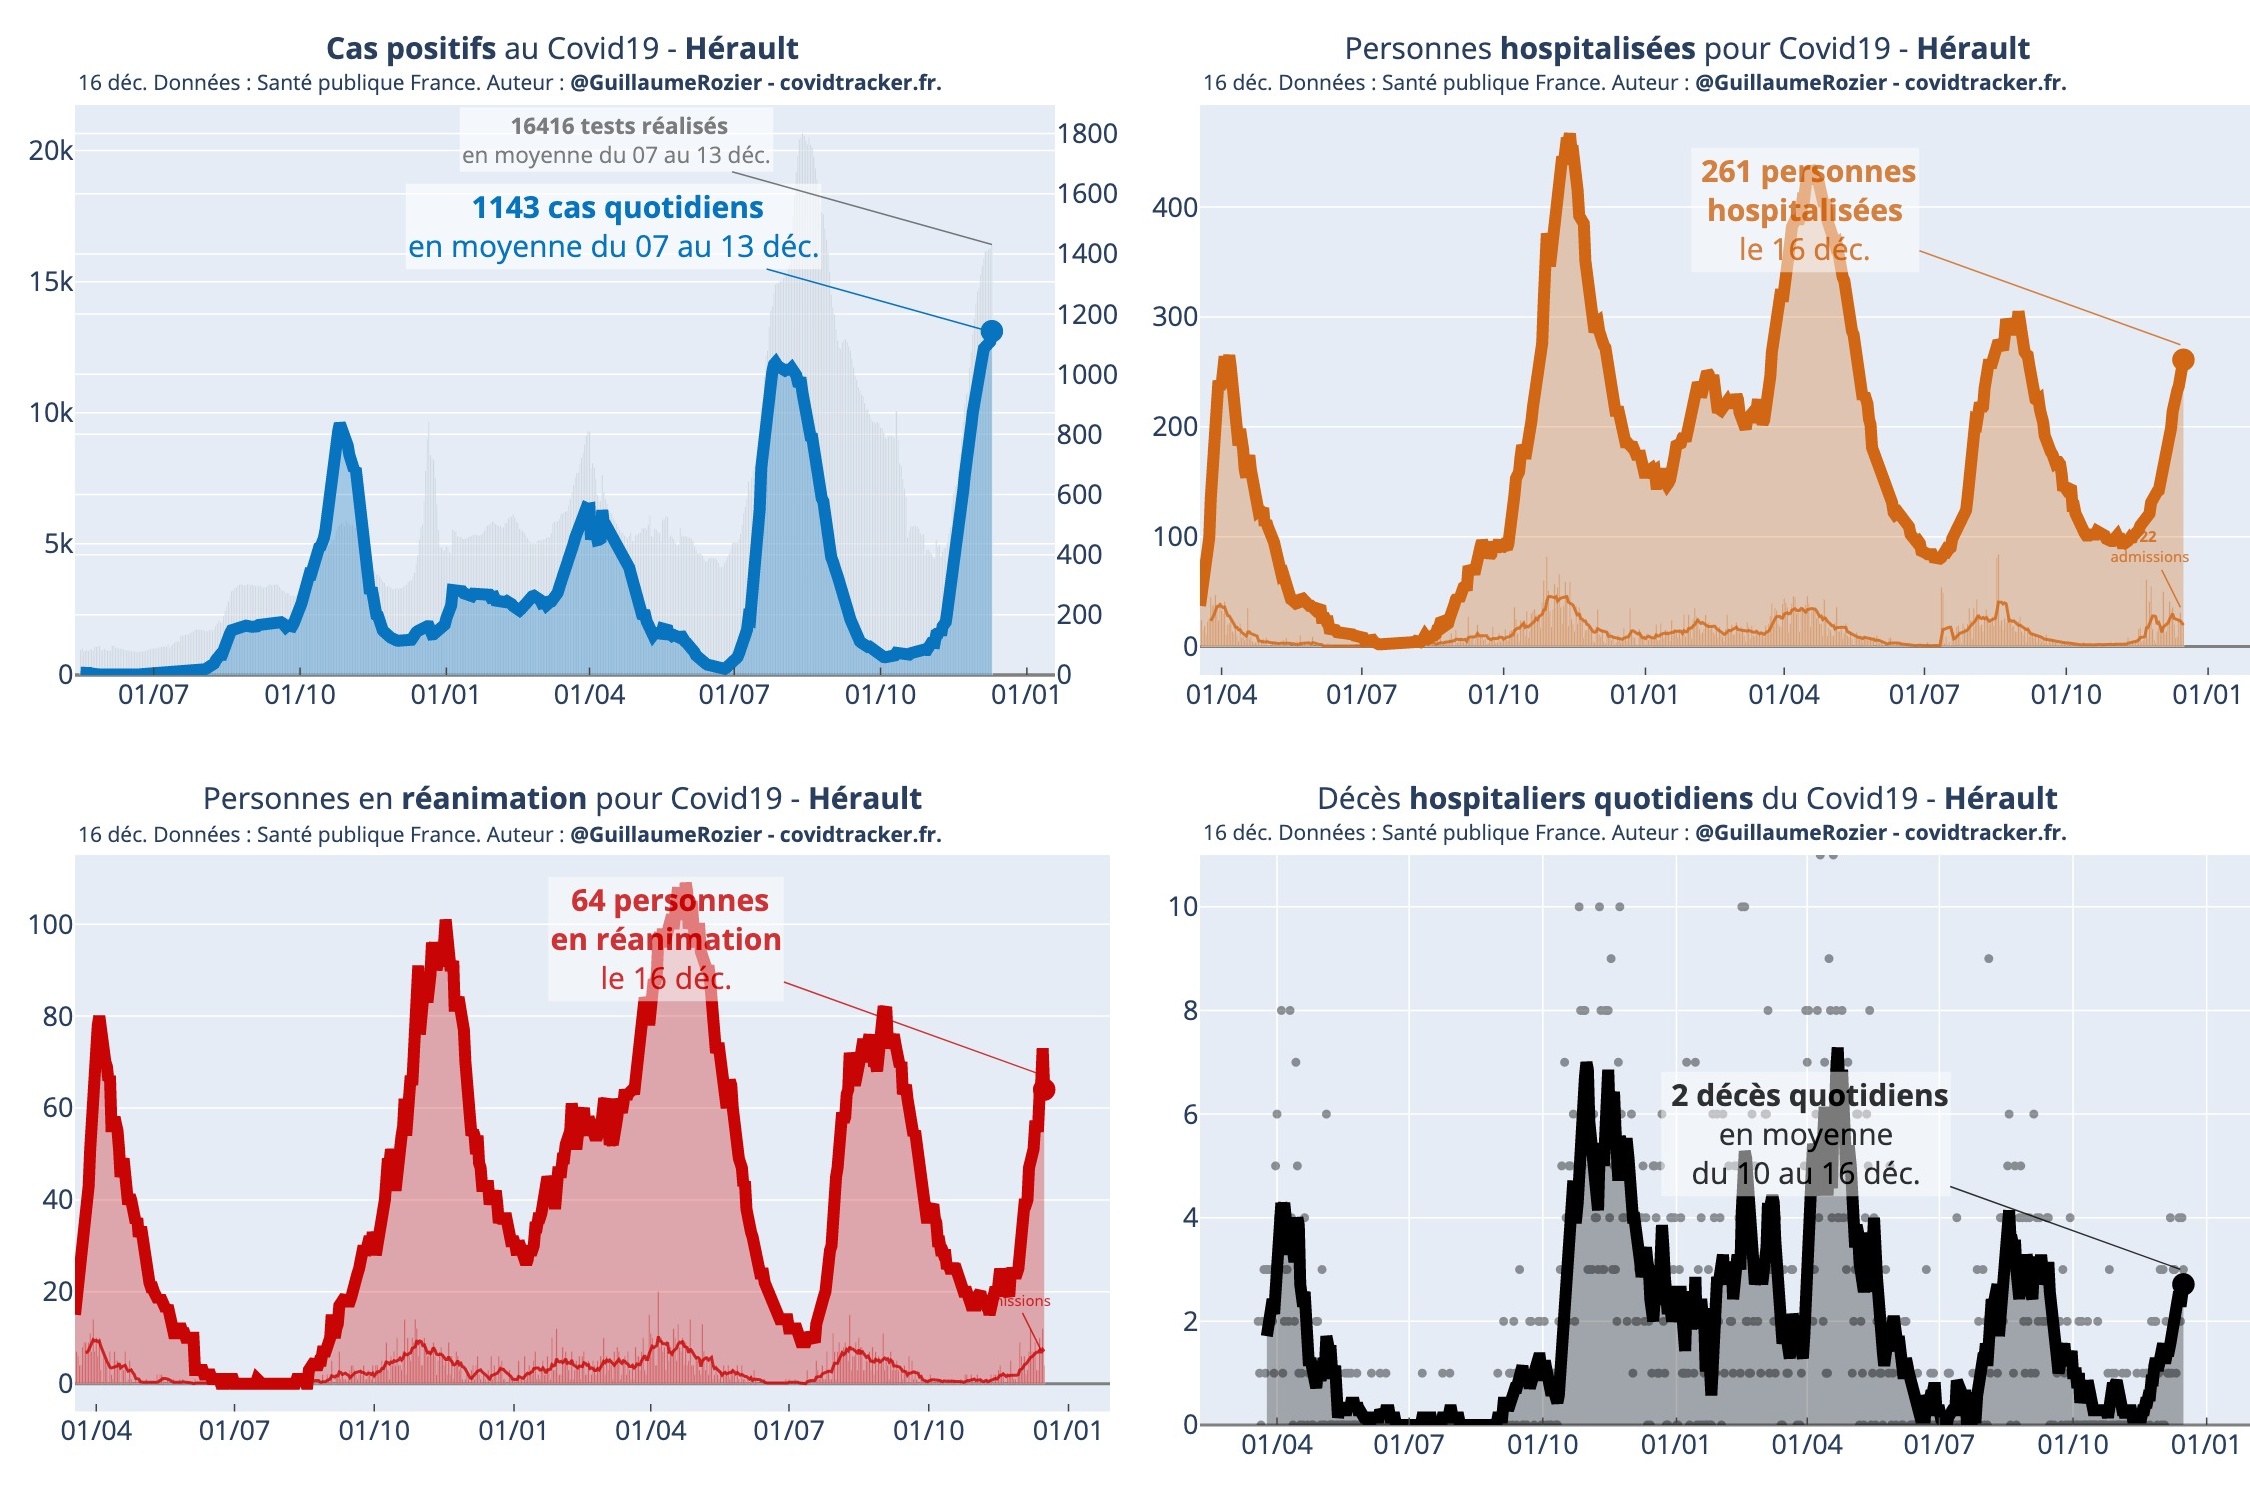 Cas positifs au Covid19 - Hérault
16 déc. Données : Santé publique France. Auteur : @GuillaumeRozier - covidtracker.fr.
16416 tests réalisés
en moyenne du 07 au 13 déc.
1143 cas quotidiens
en moyenne du 07 au 13 déc.
20k
15k
10k
5k
0
1800
1600
1400
1200
1000
800
600
400
200
0
01/07 01/10 01/01 01/04 01/07 01/10 01/01
Personnes hospitalisées pour Covid19 - Hérault
16 déc. Données : Santé publique France. Auteur : @GuillaumeRozier - covidtracker.fr.
261 personnes
hospitalisées
le 16 déc.
400
300
200
100
0
22
admissions
01/04 01/07 01/10 01/01 01/04 01/07 01/10 01/01
Personnes en réanimation pour Covid19 - Hérault
16 déc. Données : Santé publique France. Auteur : @GuillaumeRozier - covidtracker.fr.
64 personnes
en réanimation
le 16 déc.
100
80
60
40
20
0
01/04 01/07 01/10 01/01 01/04 01/07 01/10 01/01
Décès hospitaliers quotidiens du Covid19 - Hérault
16 déc. Données : Santé publique France. Auteur : @GuillaumeRozier - covidtracker.fr.
2 décès quotidiens
en moyenne
du 10 au 16 déc.
10
8
6
4
2
0
01/04 01/07 01/10 01/01 01/04 01/07 01/10 01/01